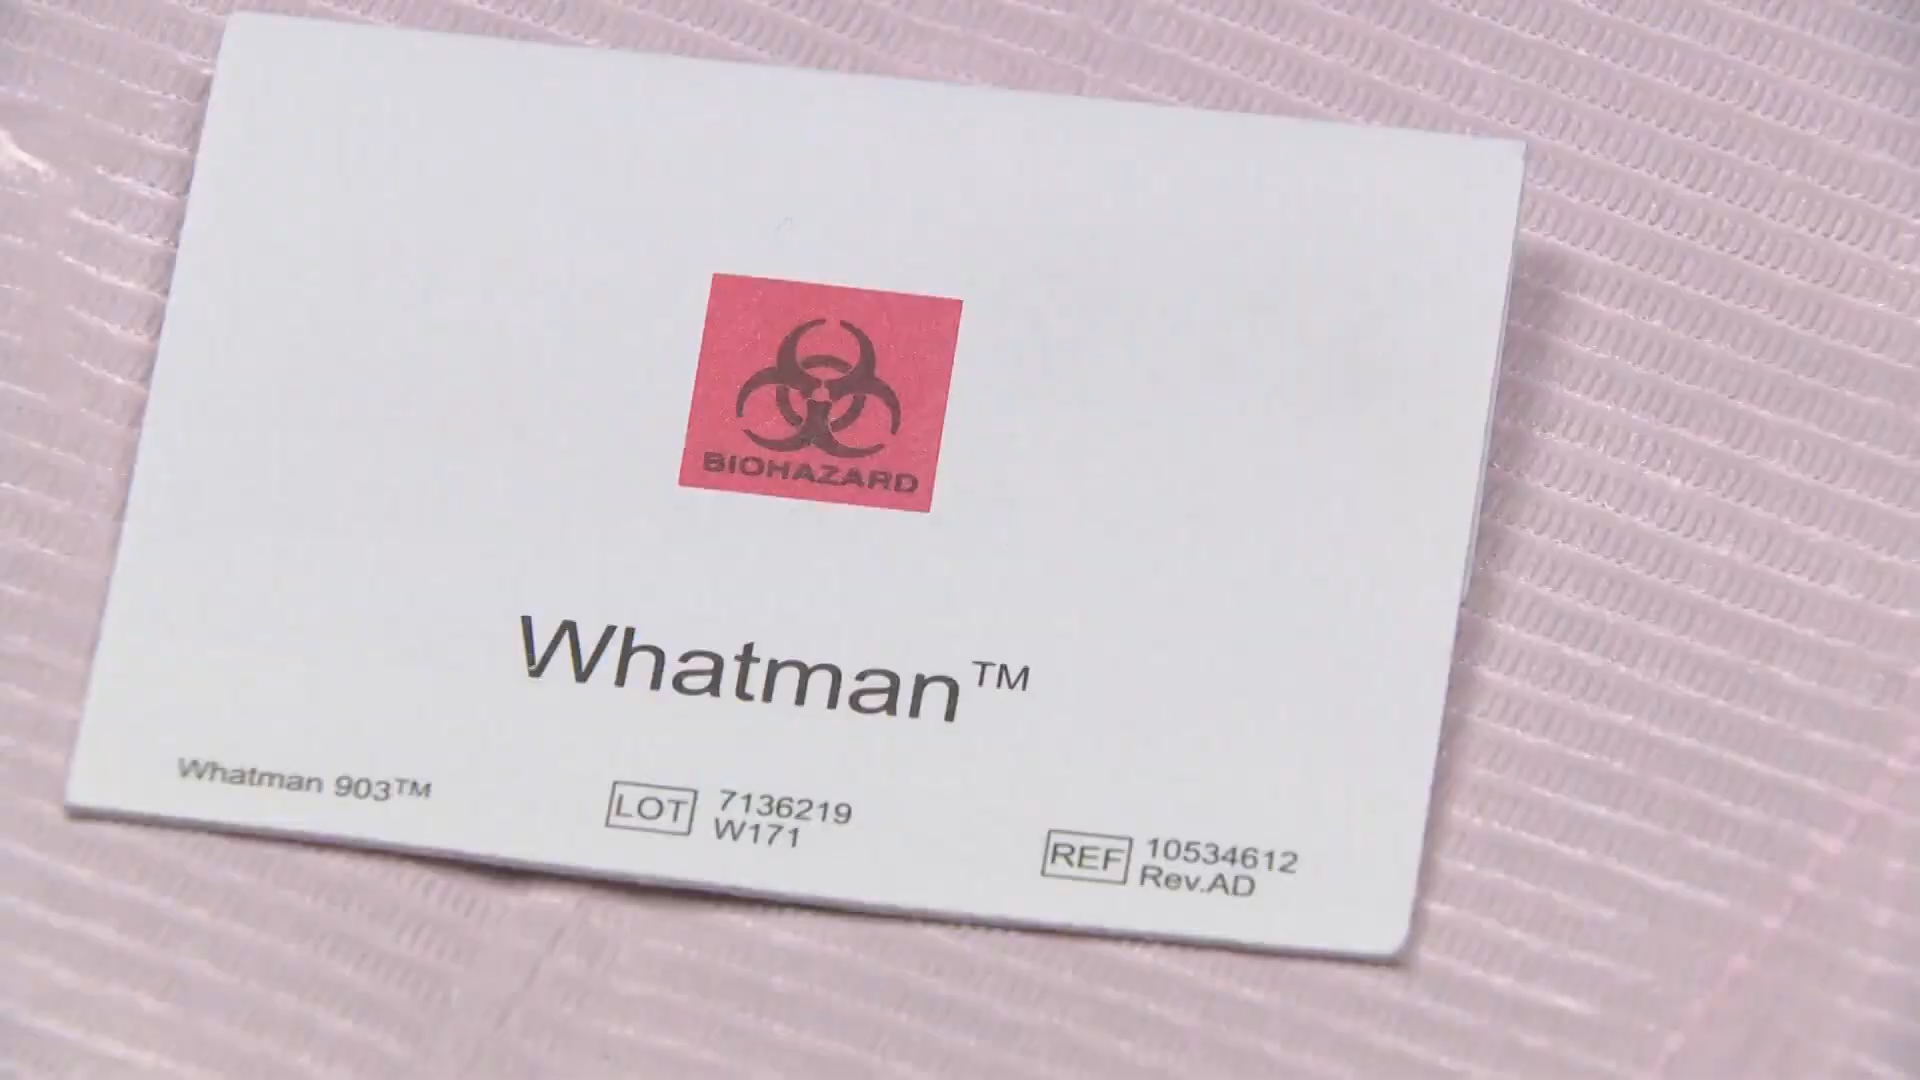 BIOHAZARD
Whatman™
Whatman 903™
LOT 7136219
W171
REF 10534612
Rev.AD